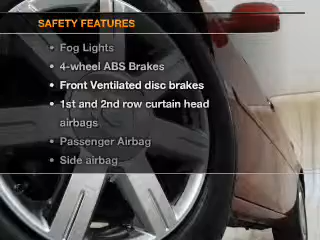 SAFETY FEATURES
• Fog Lights
• 4-wheel ABS Brakes
• Front Ventilated disc brakes
• 1st and 2nd row curtain head
airbags
• Passenger Airbag
• Side airbag